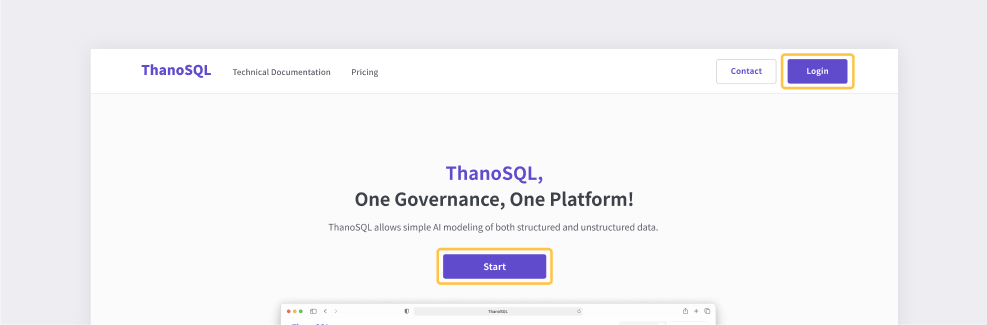 ThanoSQL Technical Documentation Pricing Contact Login
ThanoSQL,
One Governance, One Platform!
ThanoSQL allows simple AI modeling of both structured and unstructured data.
Start
ThanoSQL